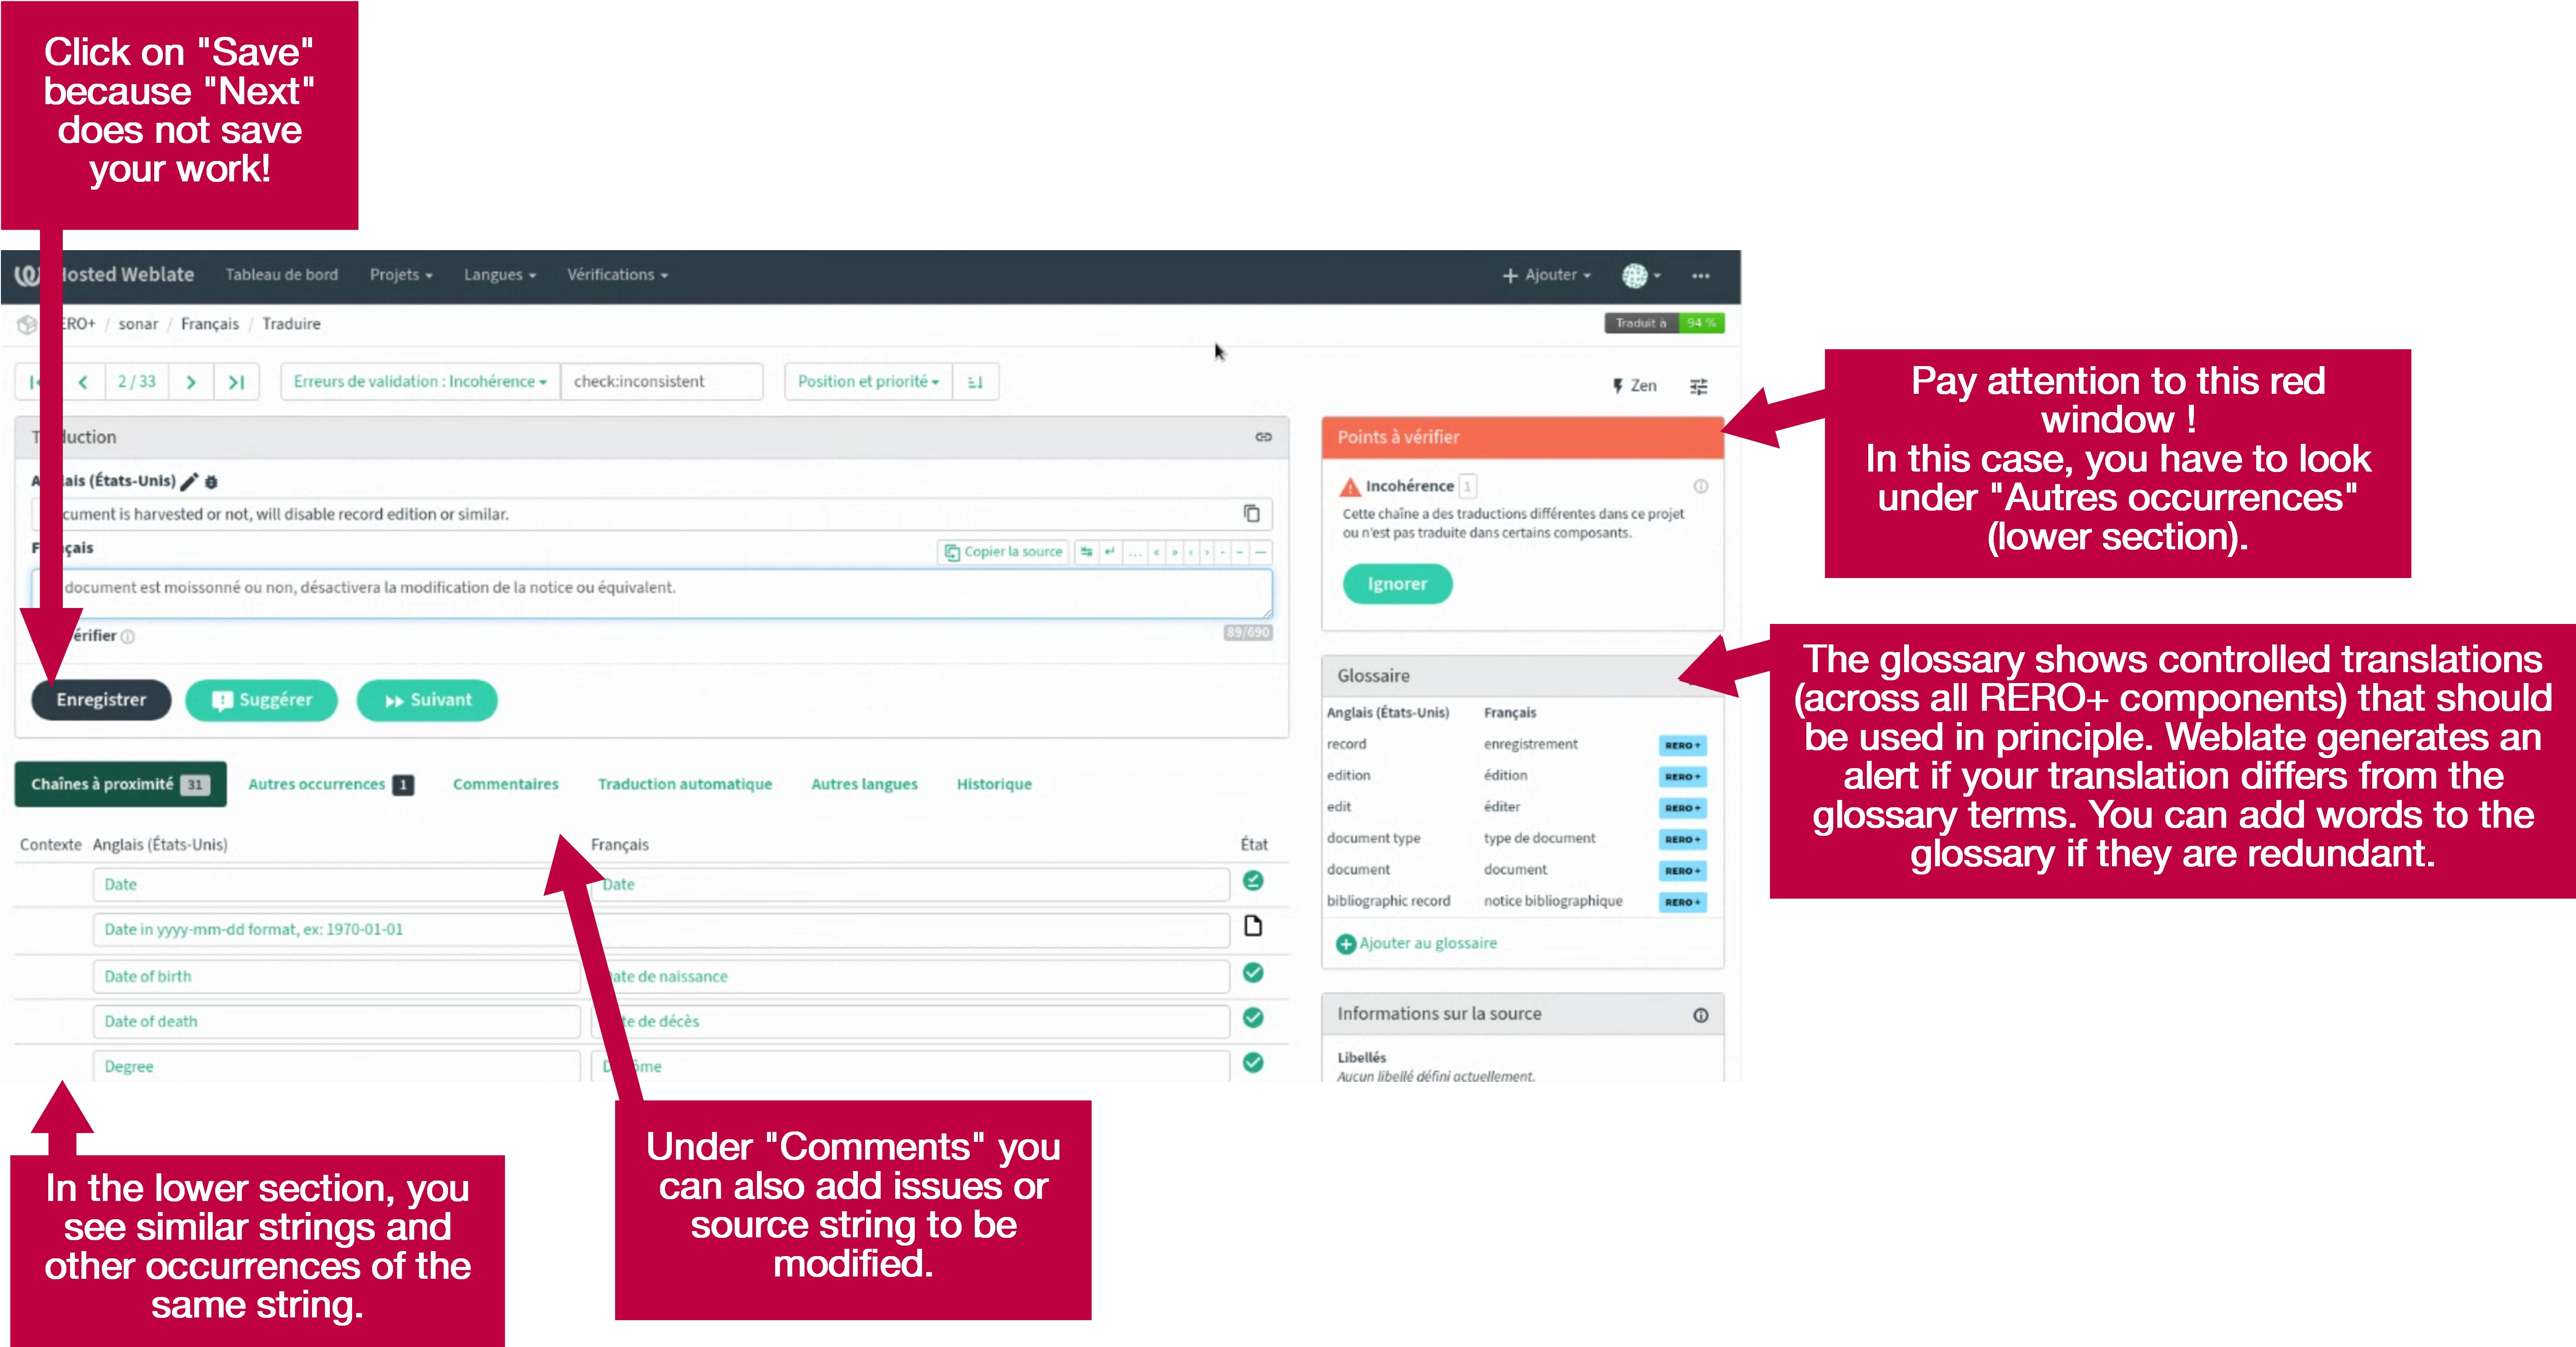 Click on "Save"
because "Next"
does not save
your work!
osted Weblate
Tableau de bord
Projets
Langues
Vérifications
Ajouter
ERO+ / sonar / Français / Traduire
Traduit à 94 %
2 / 33
Erreurs de validation : Incohérence
check:inconsistent
Position et priorité
Zen
Pay attention to this red
window !
In this case, you have to look
under "Autres occurrences"
(lower section).
T uction
A ais (États-Unis)
cument is harvested or not, will disable record edition or similar.
F çais
Copier la source
document est moissonné ou non, désactivera la modification de la notice ou équivalent.
érifier
89/690
Enregistrer
Suggérer
Suivant
Points à vérifier
Incohérence 1
Cette chaîne a des traductions différentes dans ce projet
ou n'est pas traduite dans certains composants.
Ignorer
The glossary shows controlled translations
(across all RERO+ components) that should
be used in principle. Weblate generates an
alert if your translation differs from the
glossary terms. You can add words to the
glossary if they are redundant.
Glossaire
Anglais (États-Unis) Français
record enregistrement RERO +
edition édition RERO +
edit éditer RERO +
document type type de document RERO +
document document RERO +
bibliographic record notice bibliographique RERO +
Ajouter au glossaire
Informations sur la source
Libellés
Aucun libellé défini actuellement.
Chaînes à proximité 31
Autres occurrences 1
Commentaires
Traduction automatique
Autres langues
Historique
Contexte Anglais (États-Unis) Français État
Date Date
Date in yyyy-mm-dd format, ex: 1970-01-01
Date of birth ate de naissance
Date of death te de décès
Degree D ôme
Under "Comments" you
can also add issues or
source string to be
modified.
In the lower section, you
see similar strings and
other occurrences of the
same string.